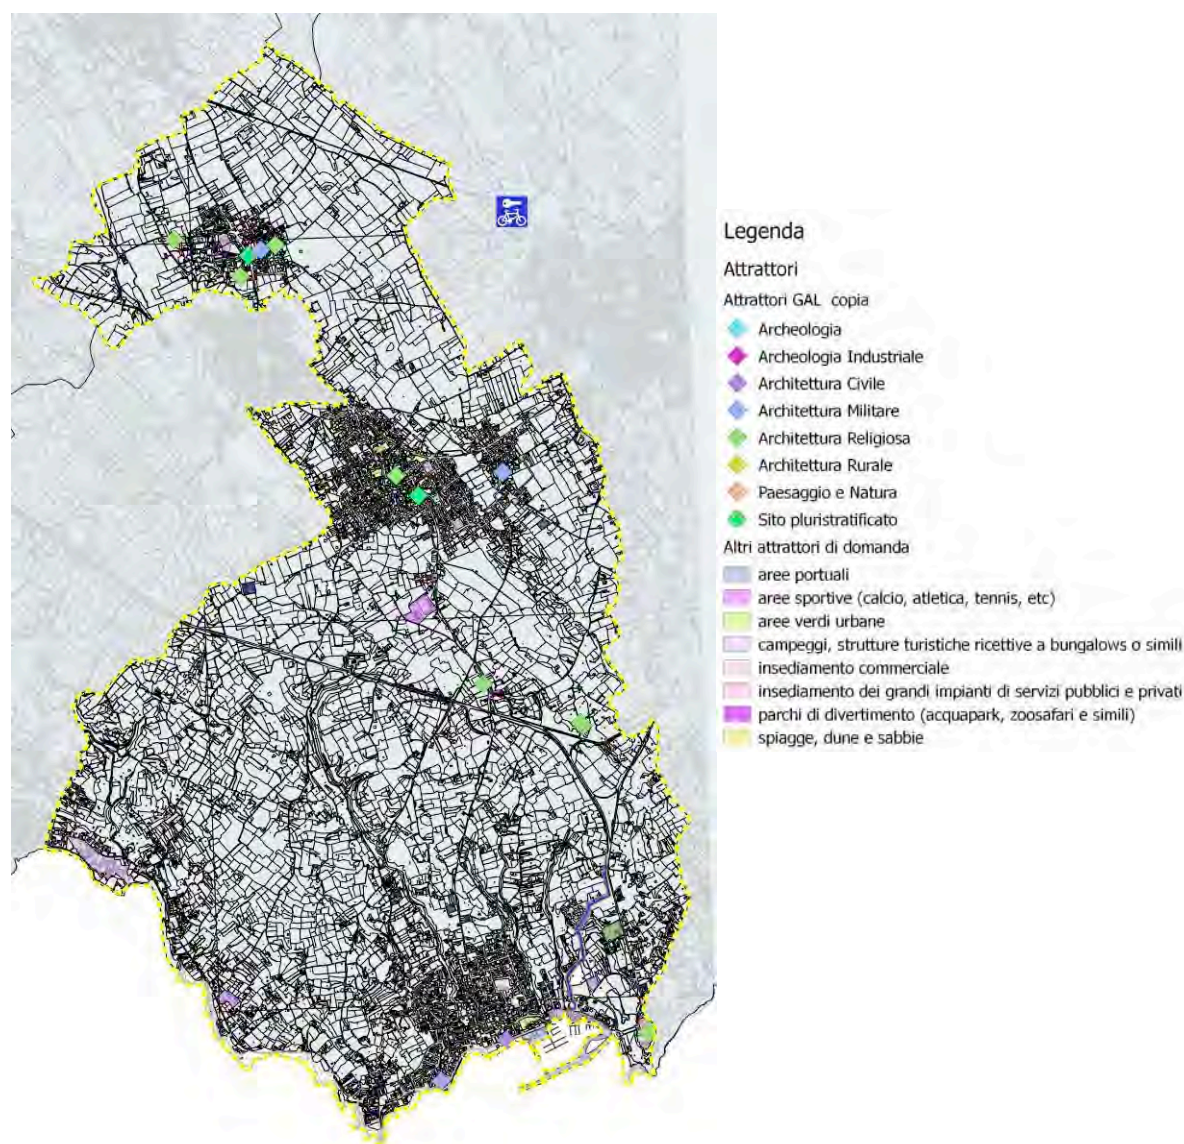 Legenda
Attrattori
Attrattori GAL copia
Archeologia
Archeologia Industriale
Architettura Civile
Architettura Militare
Architettura Religiosa
Architettura Rurale
Paesaggio e Natura
Sito pluristratificato
Altri attrattori di domanda
aree portuali
aree sportive (calcio, atletica, tennis, etc)
aree verdi urbane
campeggi, strutture turistiche ricettive a bungalows o simili
insediamento commerciale
insediamento dei grandi impianti di servizi pubblici e privati
parchi di divertimento (acquapark, zoosafari e simili)
spiagge, dune e sabbie